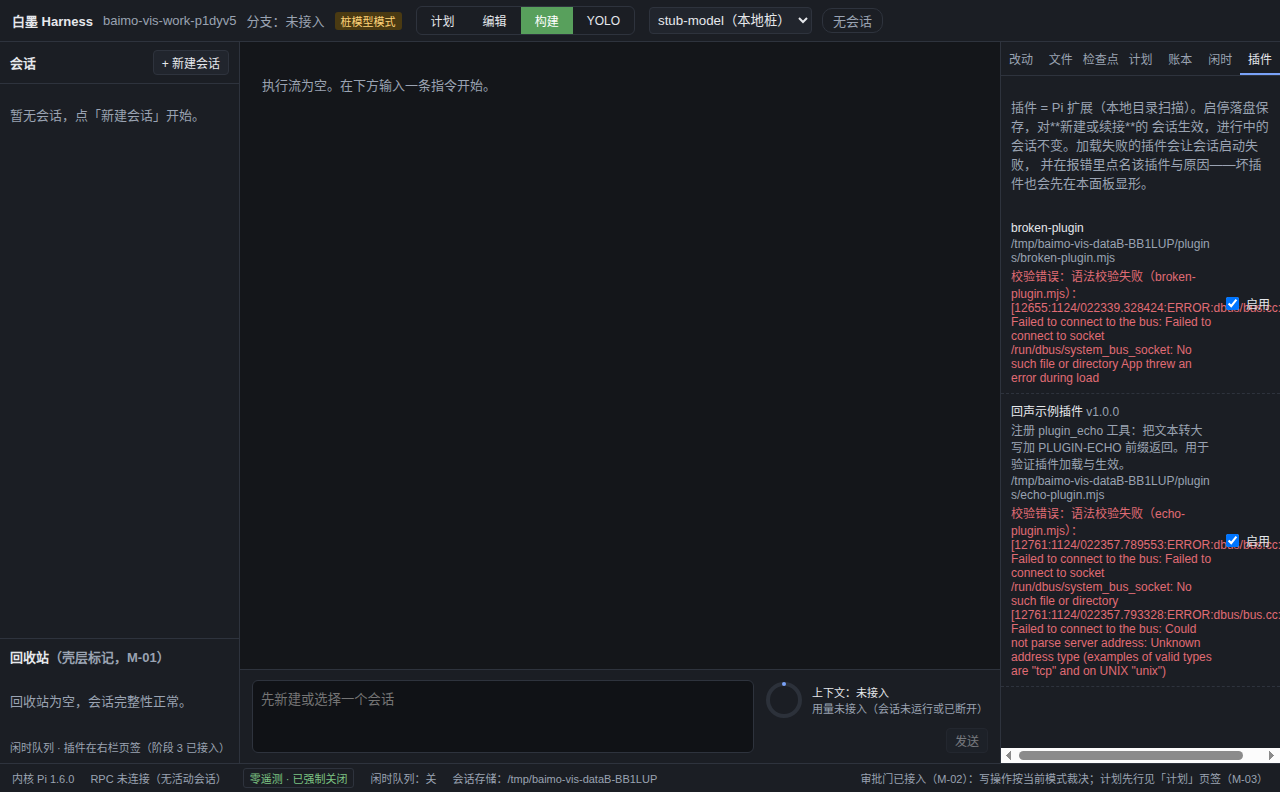 白墨 Harness baimo-vis-work-p1dyv5 分支：未接入 桩模型模式 计划 编辑 构建 YOLO stub-model（本地桩） 无会话
会话 + 新建会话
暂无会话，点「新建会话」开始。
回收站（壳层标记，M-01）
回收站为空，会话完整性正常。
闲时队列 · 插件在右栏页签（阶段 3 已接入）
执行流为空。在下方输入一条指令开始。
先新建或选择一个会话
上下文：未接入
用量未接入（会话未运行或已断开）
发送
改动 文件 检查点 计划 账本 闲时 插件
插件 = Pi 扩展（本地目录扫描）。启停落盘保
存，对**新建或续接**的 会话生效，进行中的
会话不变。加载失败的插件会让会话启动失
败， 并在报错里点名该插件与原因——坏插
件也会先在本面板显形。
broken-plugin
/tmp/baimo-vis-dataB-BB1LUP/plugin
s/broken-plugin.mjs
校验错误：语法校验失败（broken-
plugin.mjs）：
[12655:1124/022339.328424:ERROR:dbus/bus.cc:
Failed to connect to the bus: Failed to
connect to socket
/run/dbus/system_bus_socket: No
such file or directory App threw an
error during load
启用
回声示例插件 v1.0.0
注册 plugin_echo 工具：把文本转大
写加 PLUGIN-ECHO 前缀返回。用于
验证插件加载与生效。
/tmp/baimo-vis-dataB-BB1LUP/plugin
s/echo-plugin.mjs
校验错误：语法校验失败（echo-
plugin.mjs）：
[12761:1124/022357.789553:ERROR:dbus/bus.cc:
Failed to connect to the bus: Failed to
connect to socket
/run/dbus/system_bus_socket: No
such file or directory
[12761:1124/022357.793328:ERROR:dbus/bus.cc:
Failed to connect to the bus: Could
not parse server address: Unknown
address type (examples of valid types
are "tcp" and on UNIX "unix")
启用
内核 Pi 1.6.0 RPC 未连接（无活动会话） 零遥测 · 已强制关闭 闲时队列：关 会话存储：/tmp/baimo-vis-dataB-BB1LUP 审批门已接入（M-02）：写操作按当前模式裁决；计划先行见「计划」页签（M-03）